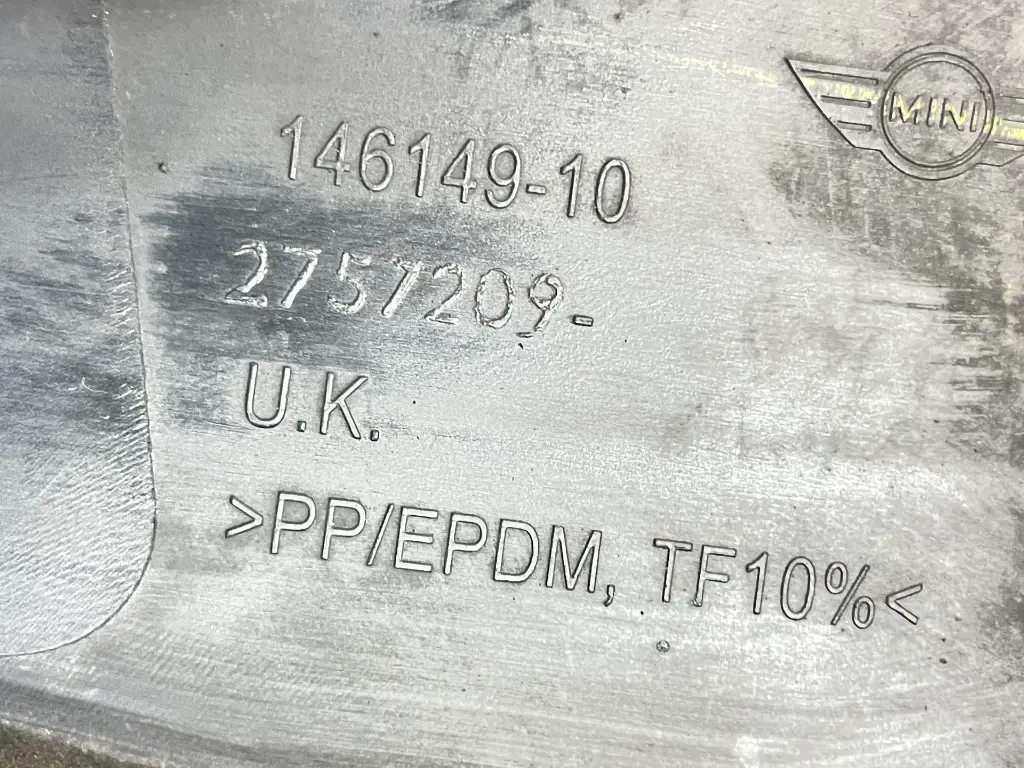 MINI
146149-10
2757209-
U.K.
>PP/EPDM, TF10%<